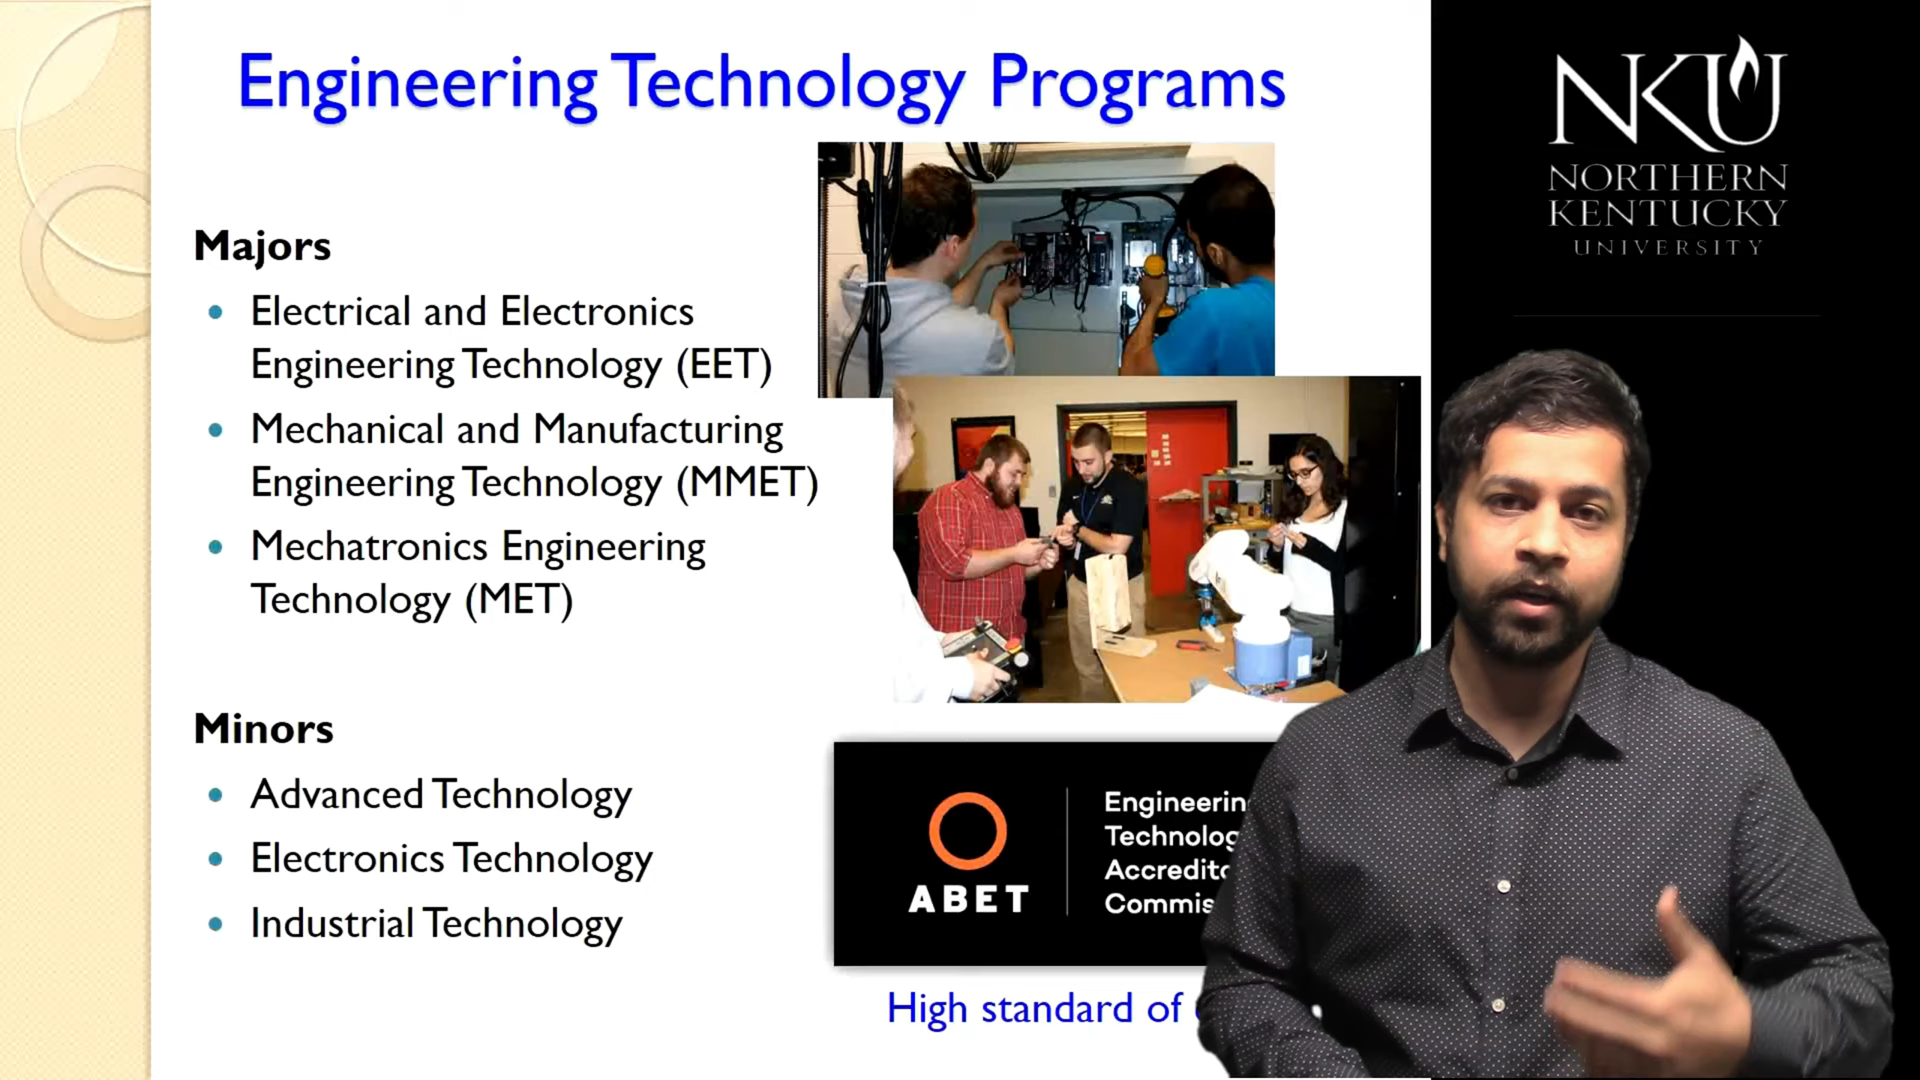 Engineering Technology Programs
Majors
Electrical and Electronics
Engineering Technology (EET)
Mechanical and Manufacturing
Engineering Technology (MMET)
Mechatronics Engineering
Technology (MET)
Minors
Advanced Technology
Electronics Technology
Industrial Technology
ABET
High standard of
NKU
NORTHERN
KENTUCKY
UNIVERSITY